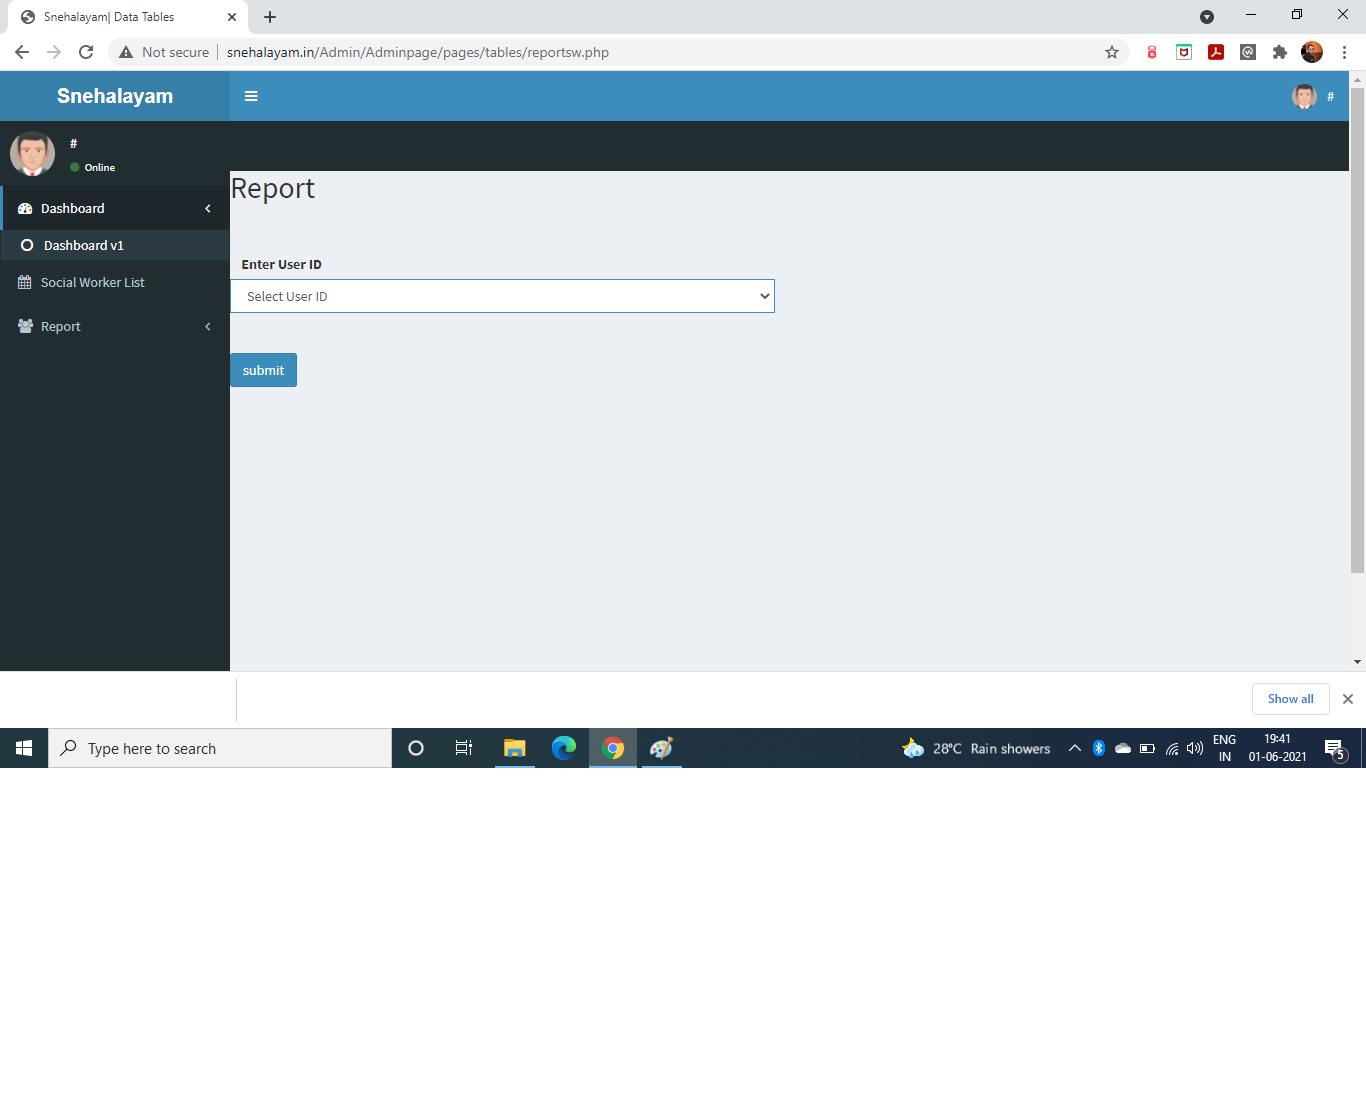 Snehalayam| Data Tables
Not secure
snehalayam.in/Admin/Adminpage/pages/tables/reportsw.php
Snehalayam
#
#
Online
Report
Dashboard
Dashboard v1
Enter User ID
Social Worker List
Select User ID
Report
submit
Show all
Type here to search
28°C Rain showers
ENG
IN
19:41
01-06-2021
5